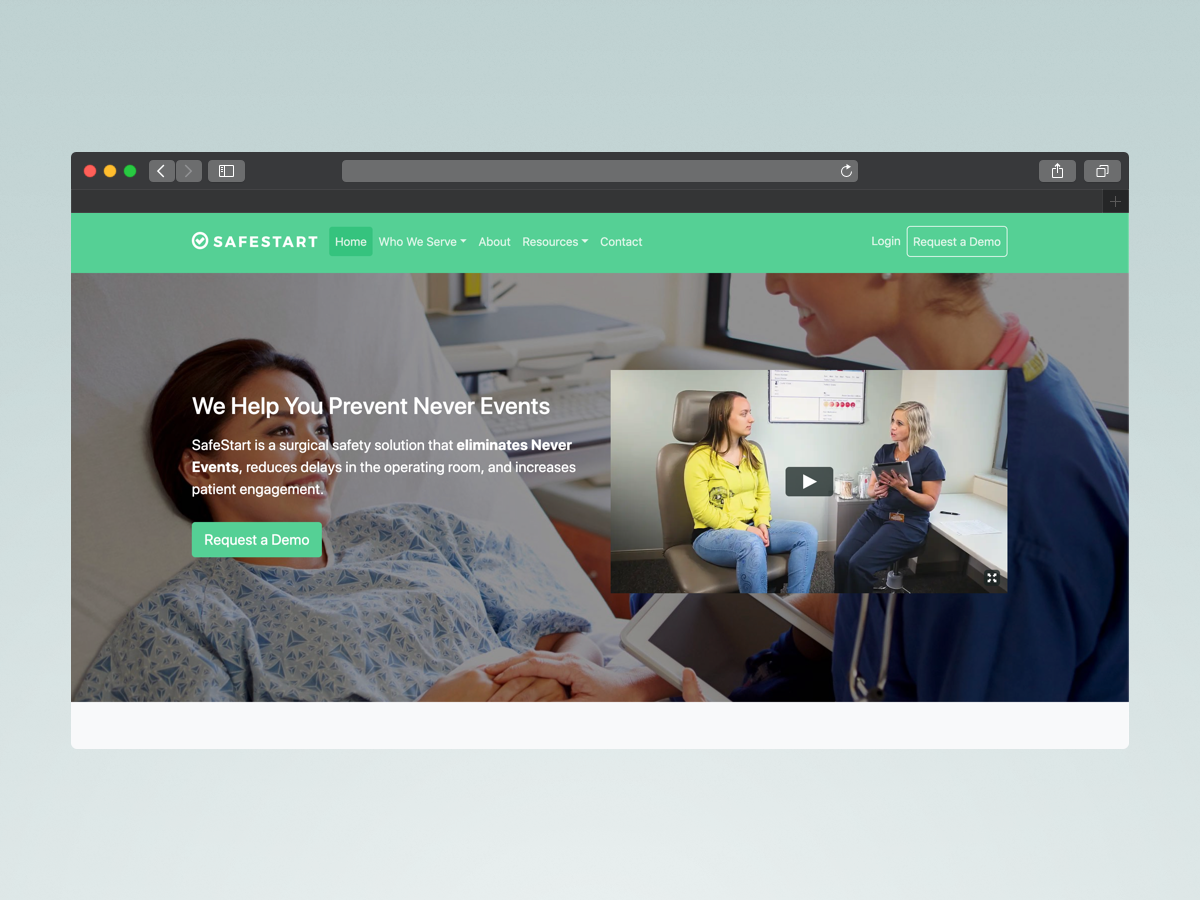 SAFESTART
Home
Who We Serve
About
Resources
Contact
Login
Request a Demo
We Help You Prevent Never Events
SafeStart is a surgical safety solution that eliminates Never
Events, reduces delays in the operating room, and increases
patient engagement.
Request a Demo